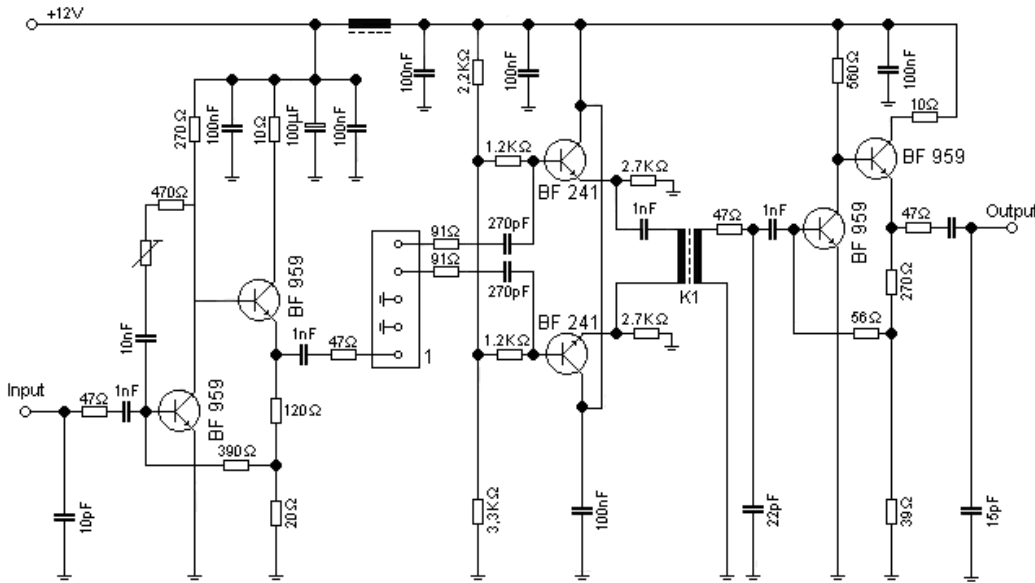 +12V
100nF
2,2KΩ
100nF
560Ω
100nF
10Ω
270Ω
100nF
10Ω
100µF
100nF
1.2KΩ
BF 241
2.7KΩ
BF 959
470Ω
1nF
47Ω
1nF
BF 959
47Ω
Output
91Ω
270pF
91Ω
270pF
K1
270Ω
BF 959
10nF
1nF
47Ω
1
BF 241
1.2KΩ
2.7KΩ
56Ω
Input
47Ω
1nF
BF 959
120Ω
390Ω
10pF
20Ω
3,3KΩ
100nF
22pF
39Ω
15pF